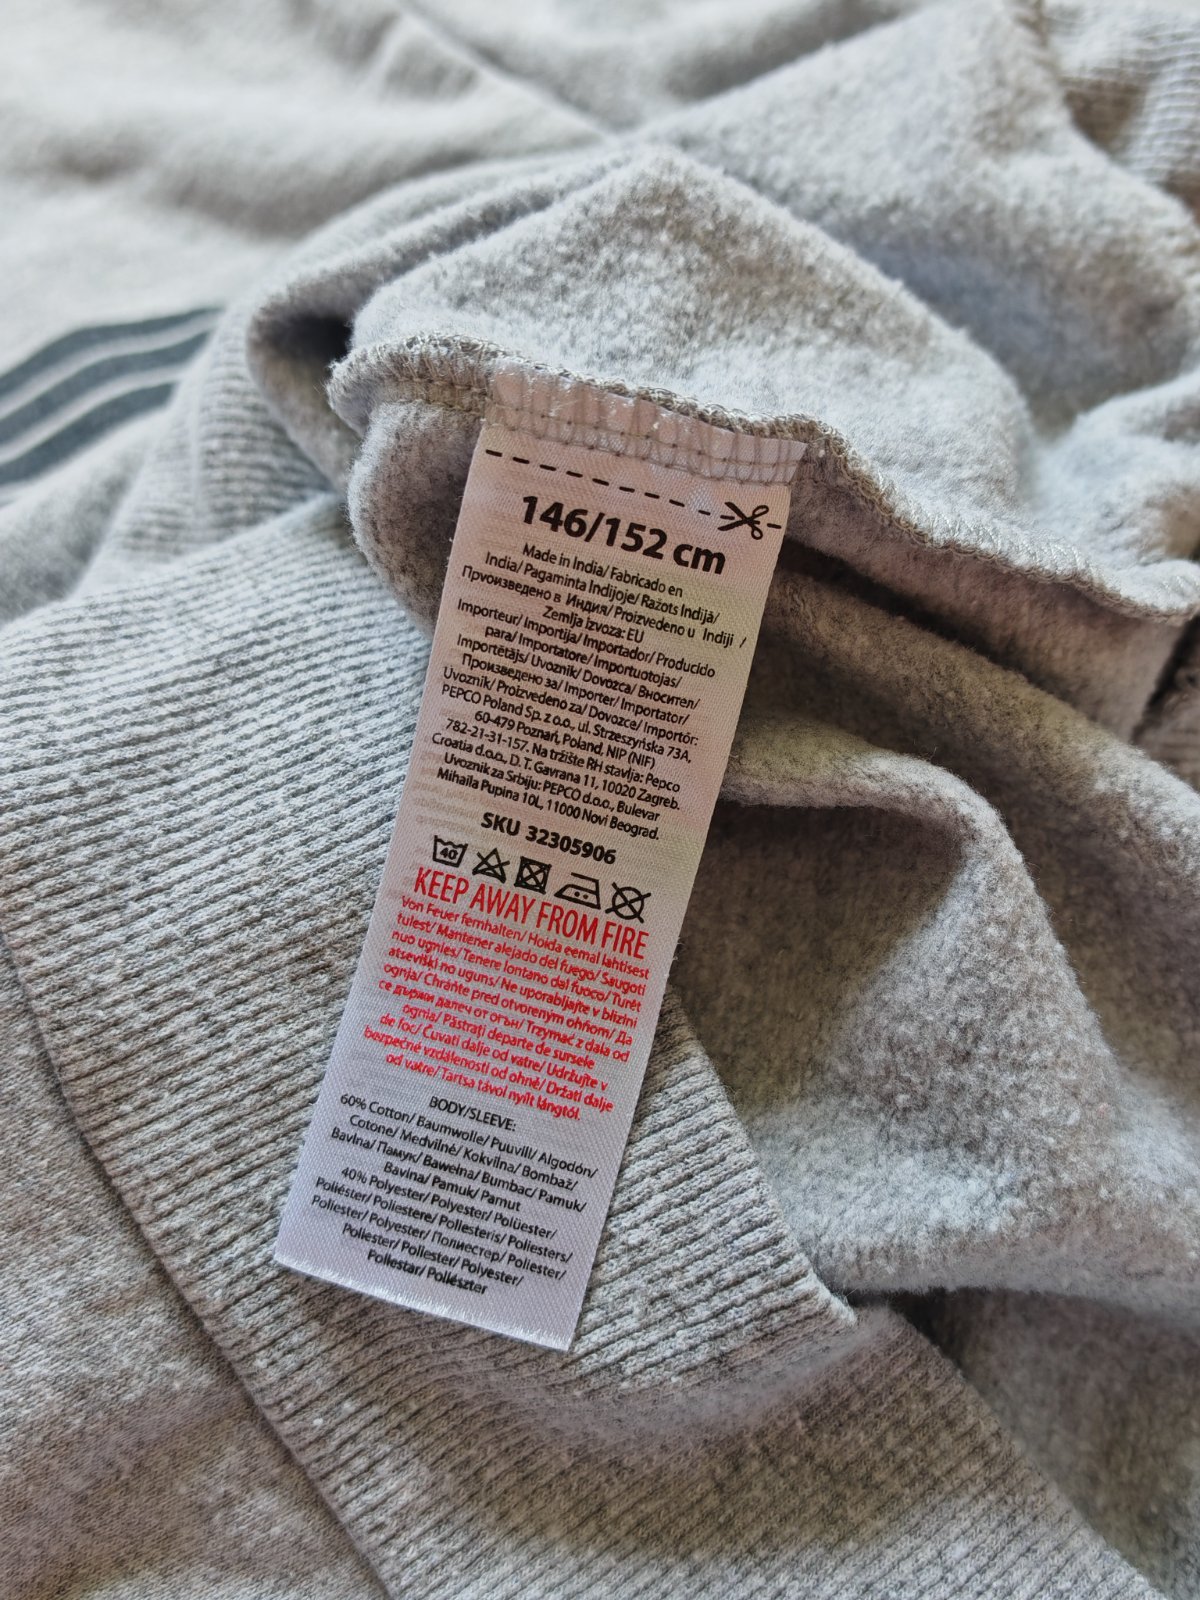 146/152 cm
Made in India/ Fabricado en
India/ Pagaminta Indijoje/ Ražots Indijā/
Прvоизведено в Индия/ Proizvedeno u Indiji /
Zemlja izvoza: EU
Importeur/ Importija/ Importador/ Producido
para/ Importatore/ Importuotojas/
Importētājs/ Uvoznik/ Dovozca/ Вносител/
Произведено за/ Importer/ Importator/
Uvoznik/ Proizvedeno za/ Dovozce/ Importőr:
PEPCO Poland Sp. z o.o., ul. Strzeszyńska 73A,
60-479 Poznań, Poland, NIP (NIF)
782-21-31-157. Na tržište RH stavlja: Pepco
Croatia d.o.o., D. T. Gavrana 11, 10020 Zagreb.
Uvoznik za Srbiju: PEPCO d.o.o., Bulevar
Mihaila Pupina 10L, 11000 Novi Beograd.
SKU 32305906
40
KEEP AWAY FROM FIRE
Von Feuer fernhalten/ Hoida eemal lahtisest
tulest/ Mantener alejado del fuego/ Saugoti
nuo ugnies/ Tenere lontano dal fuoco/ Turēt
atsevišķi no uguns/ Ne uporabljajte v bližini
ognja/ Chráňte pred otvoreným ohňom/ Да
се държи далеч от огън/ Trzymać z dala od
ognia/ Păstrați departe de sursele
de foc/ Čuvati dalje od vatre/ Udržujte v
bezpečné vzdálenosti od ohně/ Držati dalje
od vatre/ Tartsa távol nyílt lángtól.
BODY/SLEEVE:
60% Cotton/ Baumwolle/ Puuvill/ Algodón/
Cotone/ Medvilnė/ Kokvilna/ Bombaž/
Bavlna/ Памук/ Bawełna/ Bumbac/ Pamuk/
Bavlna/ Pamuk/ Pamut
40% Polyester/ Polyester/ Polüester/
Poliéster/ Poliestere/ Poliesteris/ Poliesters/
Poliester/ Polyester/ Полиестер/ Poliester/
Poliester/ Poliester/ Polyester/
Poliestar/ Poliészter